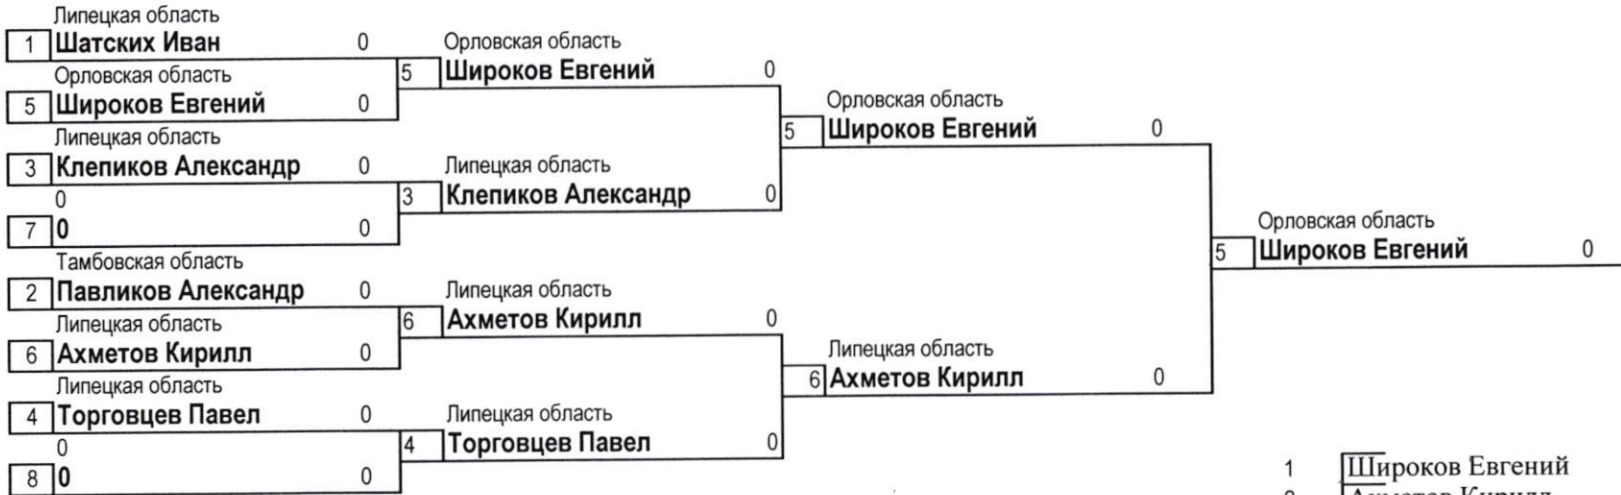 Липецкая область
1 Шатских Иван 0
Орловская область
5 Широков Евгений 0
Липецкая область
3 Клепиков Александр 0
0
7 0 0
Тамбовская область
2 Павликов Александр 0
Липецкая область
6 Ахметов Кирилл 0
Липецкая область
4 Торговцев Павел 0
0
8 0 0
Орловская область
5 Широков Евгений 0
Липецкая область
3 Клепиков Александр 0
Липецкая область
6 Ахметов Кирилл 0
Липецкая область
4 Торговцев Павел 0
Орловская область
5 Широков Евгений 0
Липецкая область
6 Ахметов Кирилл 0
Орловская область
5 Широков Евгений 0
1 Широков Евгений
2 Ахметов Кирилл